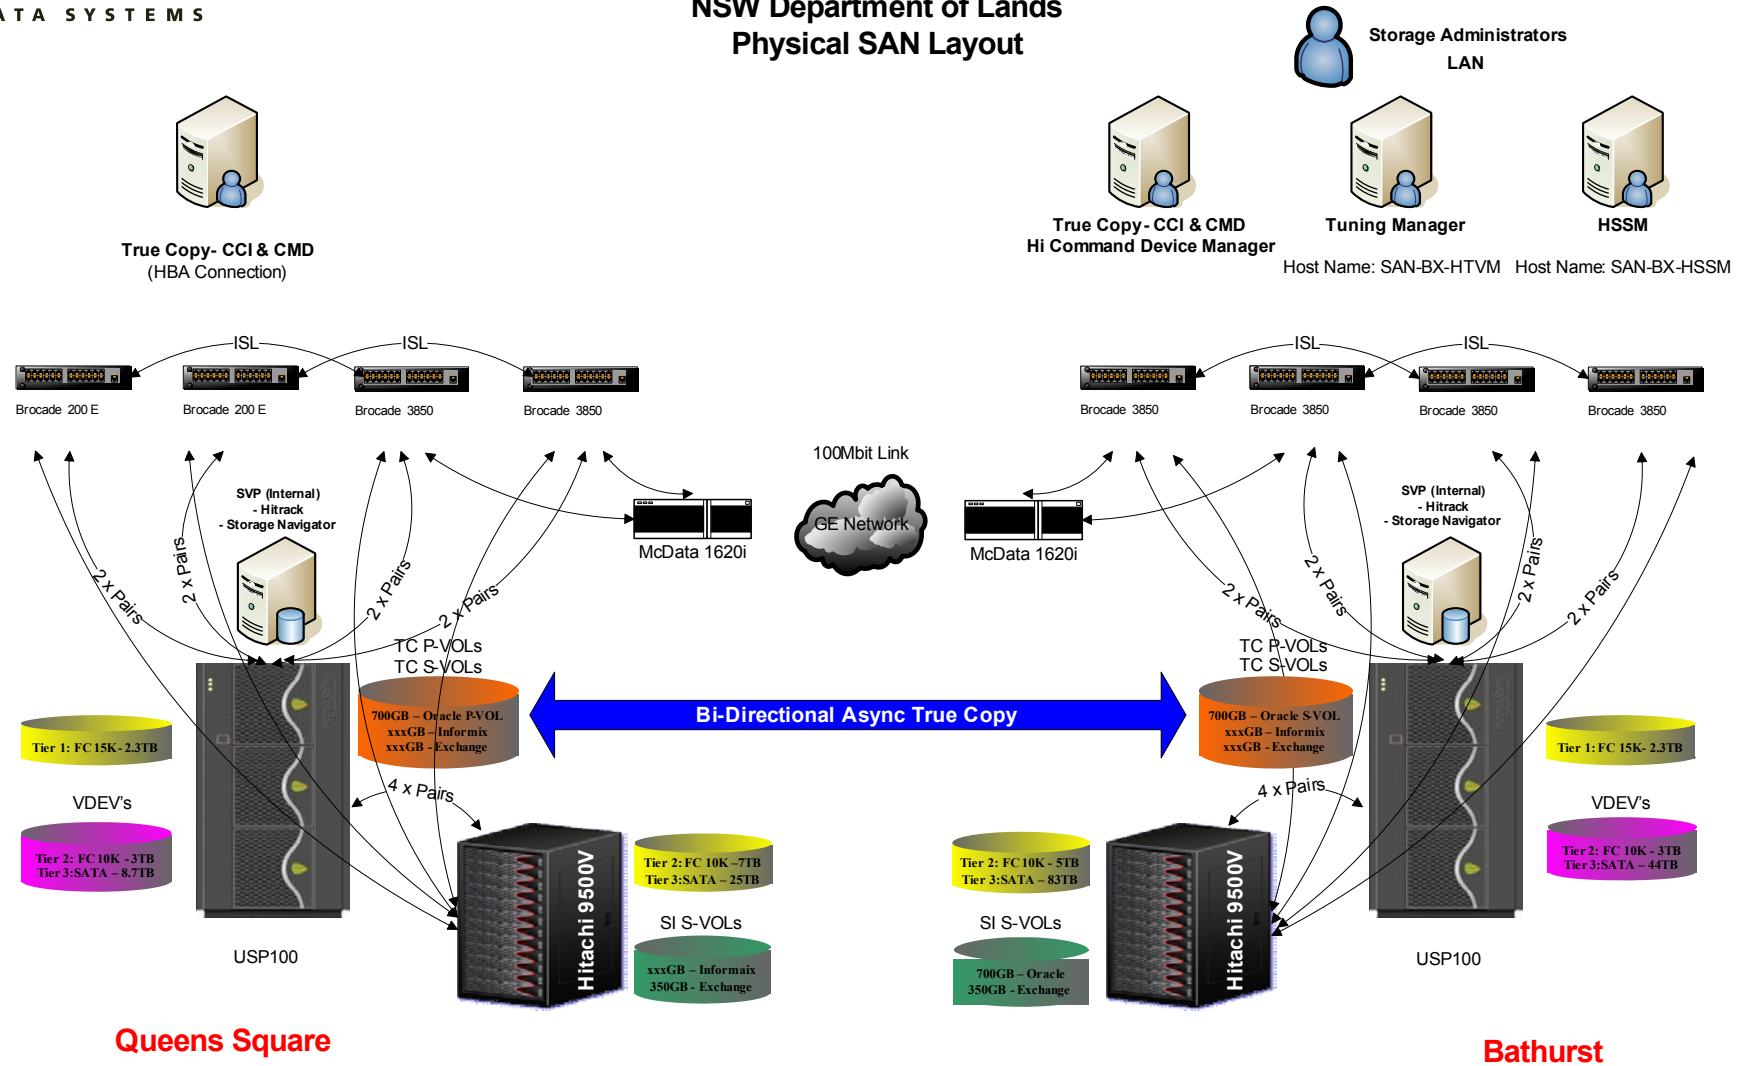 ATA SYSTEMS
NSW Department of Lands
Physical SAN Layout
Storage Administrators
LAN
True Copy- CCI & CMD
(HBA Connection)
True Copy- CCI & CMD
Hi Command Device Manager
Tuning Manager
Host Name: SAN-BX-HTVM
HSSM
Host Name: SAN-BX-HSSM
ISL
ISL
ISL
ISL
Brocade 200 E
Brocade 200 E
Brocade 3850
Brocade 3850
Brocade 3850
Brocade 3850
Brocade 3850
Brocade 3850
100Mbit Link
GE Network
McData 1620i
McData 1620i
SVP (Internal)
- Hitrack
- Storage Navigator
SVP (Internal)
- Hitrack
- Storage Navigator
2 x Pairs
2 x Pairs
2 x Pairs
2 x Pairs
2 x Pairs
2 x Pairs
2 x Pairs
2 x Pairs
TC P-VOLs
TC S-VOLs
700GB – Oracle P-VOL
xxxGB – Informix
xxxGB - Exchange
Bi-Directional Async True Copy
TC P-VOLs
TC S-VOLs
700GB – Oracle S-VOL
xxxGB – Informix
xxxGB - Exchange
Tier 1: FC 15K - 2.3TB
VDEV's
Tier 2: FC 10K - 3TB
Tier 3:SATA – 8.7TB
4 x Pairs
USP100
Hitachi 9500V
Tier 2: FC 10K –7TB
Tier 3:SATA – 25TB
SI S-VOLs
xxxGB – Informaix
350GB - Exchange
Tier 2: FC 10K - 5TB
Tier 3:SATA – 83TB
SI S-VOLs
700GB – Oracle
350GB - Exchange
4 x Pairs
Hitachi 9500V
USP100
Tier 1: FC 15K- 2.3TB
VDEV's
Tier 2: FC 10K - 3TB
Tier 3:SATA – 44TB
Queens Square
Bathurst